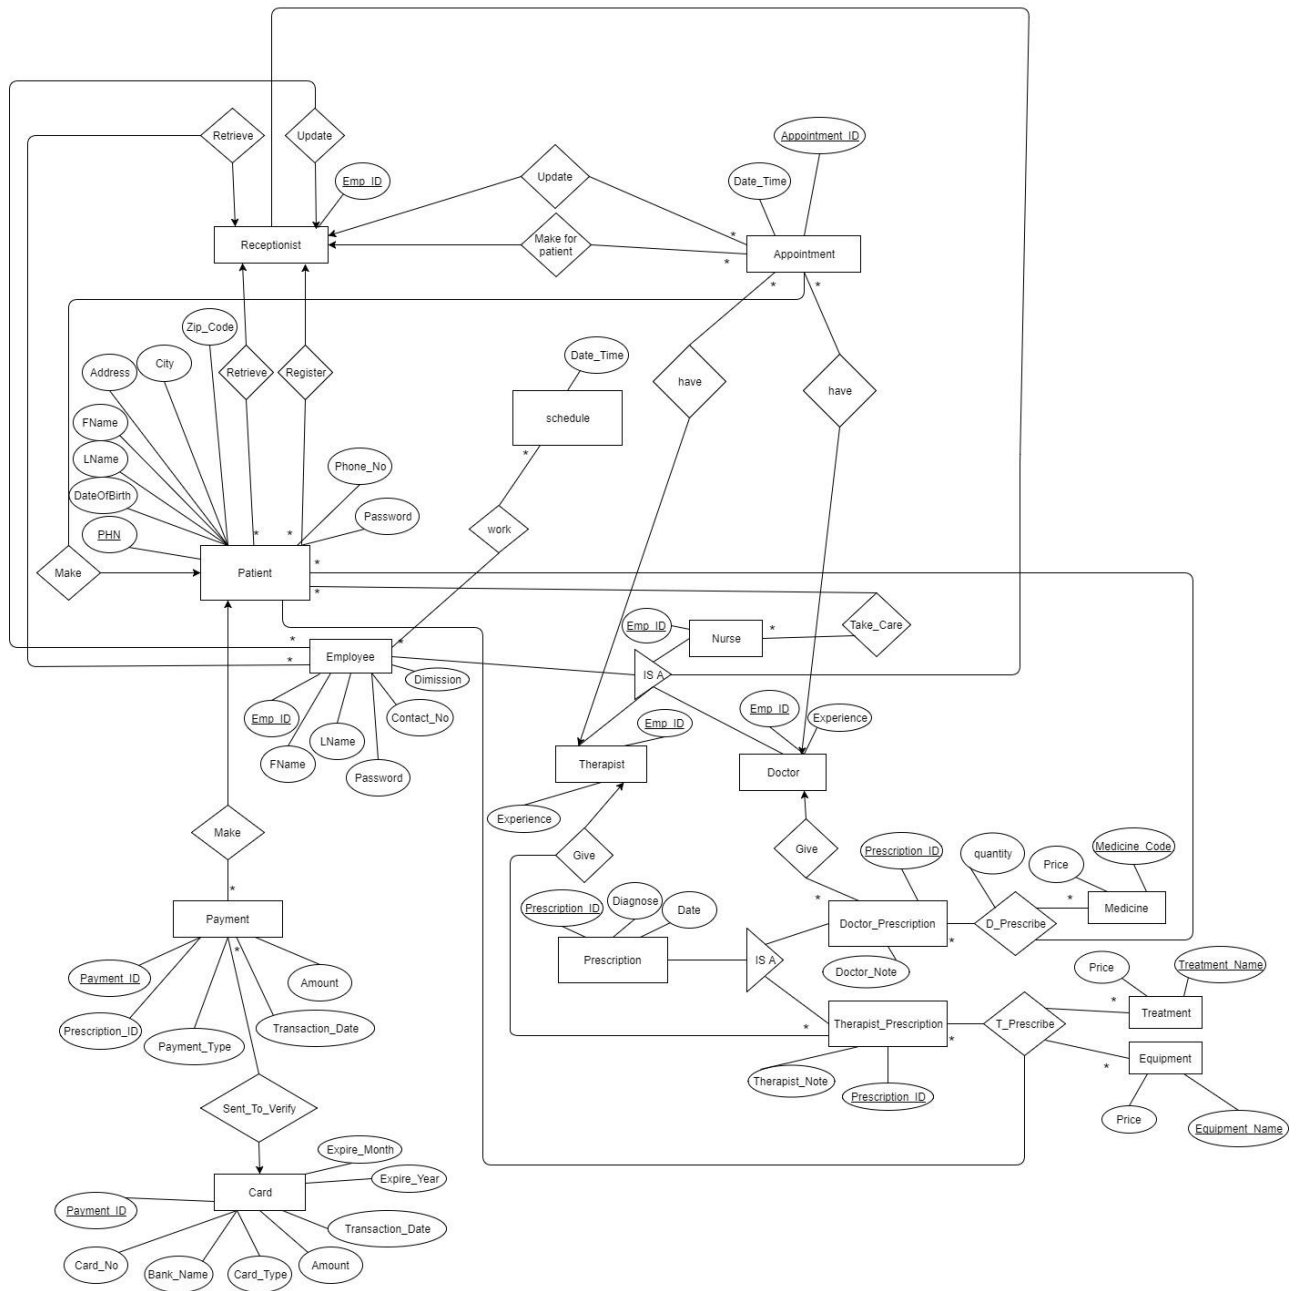 Retrieve
Update
Emp_ID
Appointment_ID
Update
Date_Time
Receptionist
*
Make for
patient
Appointment
*
*
*
Zip_Code
Date_Time
City
Address
Retrieve
Register
have
have
schedule
FName
*
LName
Phone_No
DateOfBirth
Password
PHN
*
*
work
*
Make
Patient
*
Emp_ID
Nurse
*
Take_Care
*
*
Employee
*
IS A
Dimission
Emp_ID
Contact_No
Emp_ID
Experience
LName
FName
Password
Therapist
Doctor
Experience
Make
Give
Give
Prescription_ID
quantity
Price
Medicine_Code
*
*
*
Payment
Prescription_ID
Diagnose
Date
Doctor_Prescription
*
D_Prescribe
Medicine
*
Prescription
IS A
Doctor_Note
Payment_ID
Amount
Price
Treatment_Name
Prescription_ID
Payment_Type
Transaction_Date
*
Therapist_Prescription
*
T_Prescribe
*
Treatment
*
Equipment
Therapist_Note
Prescription_ID
Price
Equipment_Name
Sent_To_Verify
Expire_Month
Expire_Year
Card
Payment_ID
Transaction_Date
Card_No
Bank_Name
Card_Type
Amount